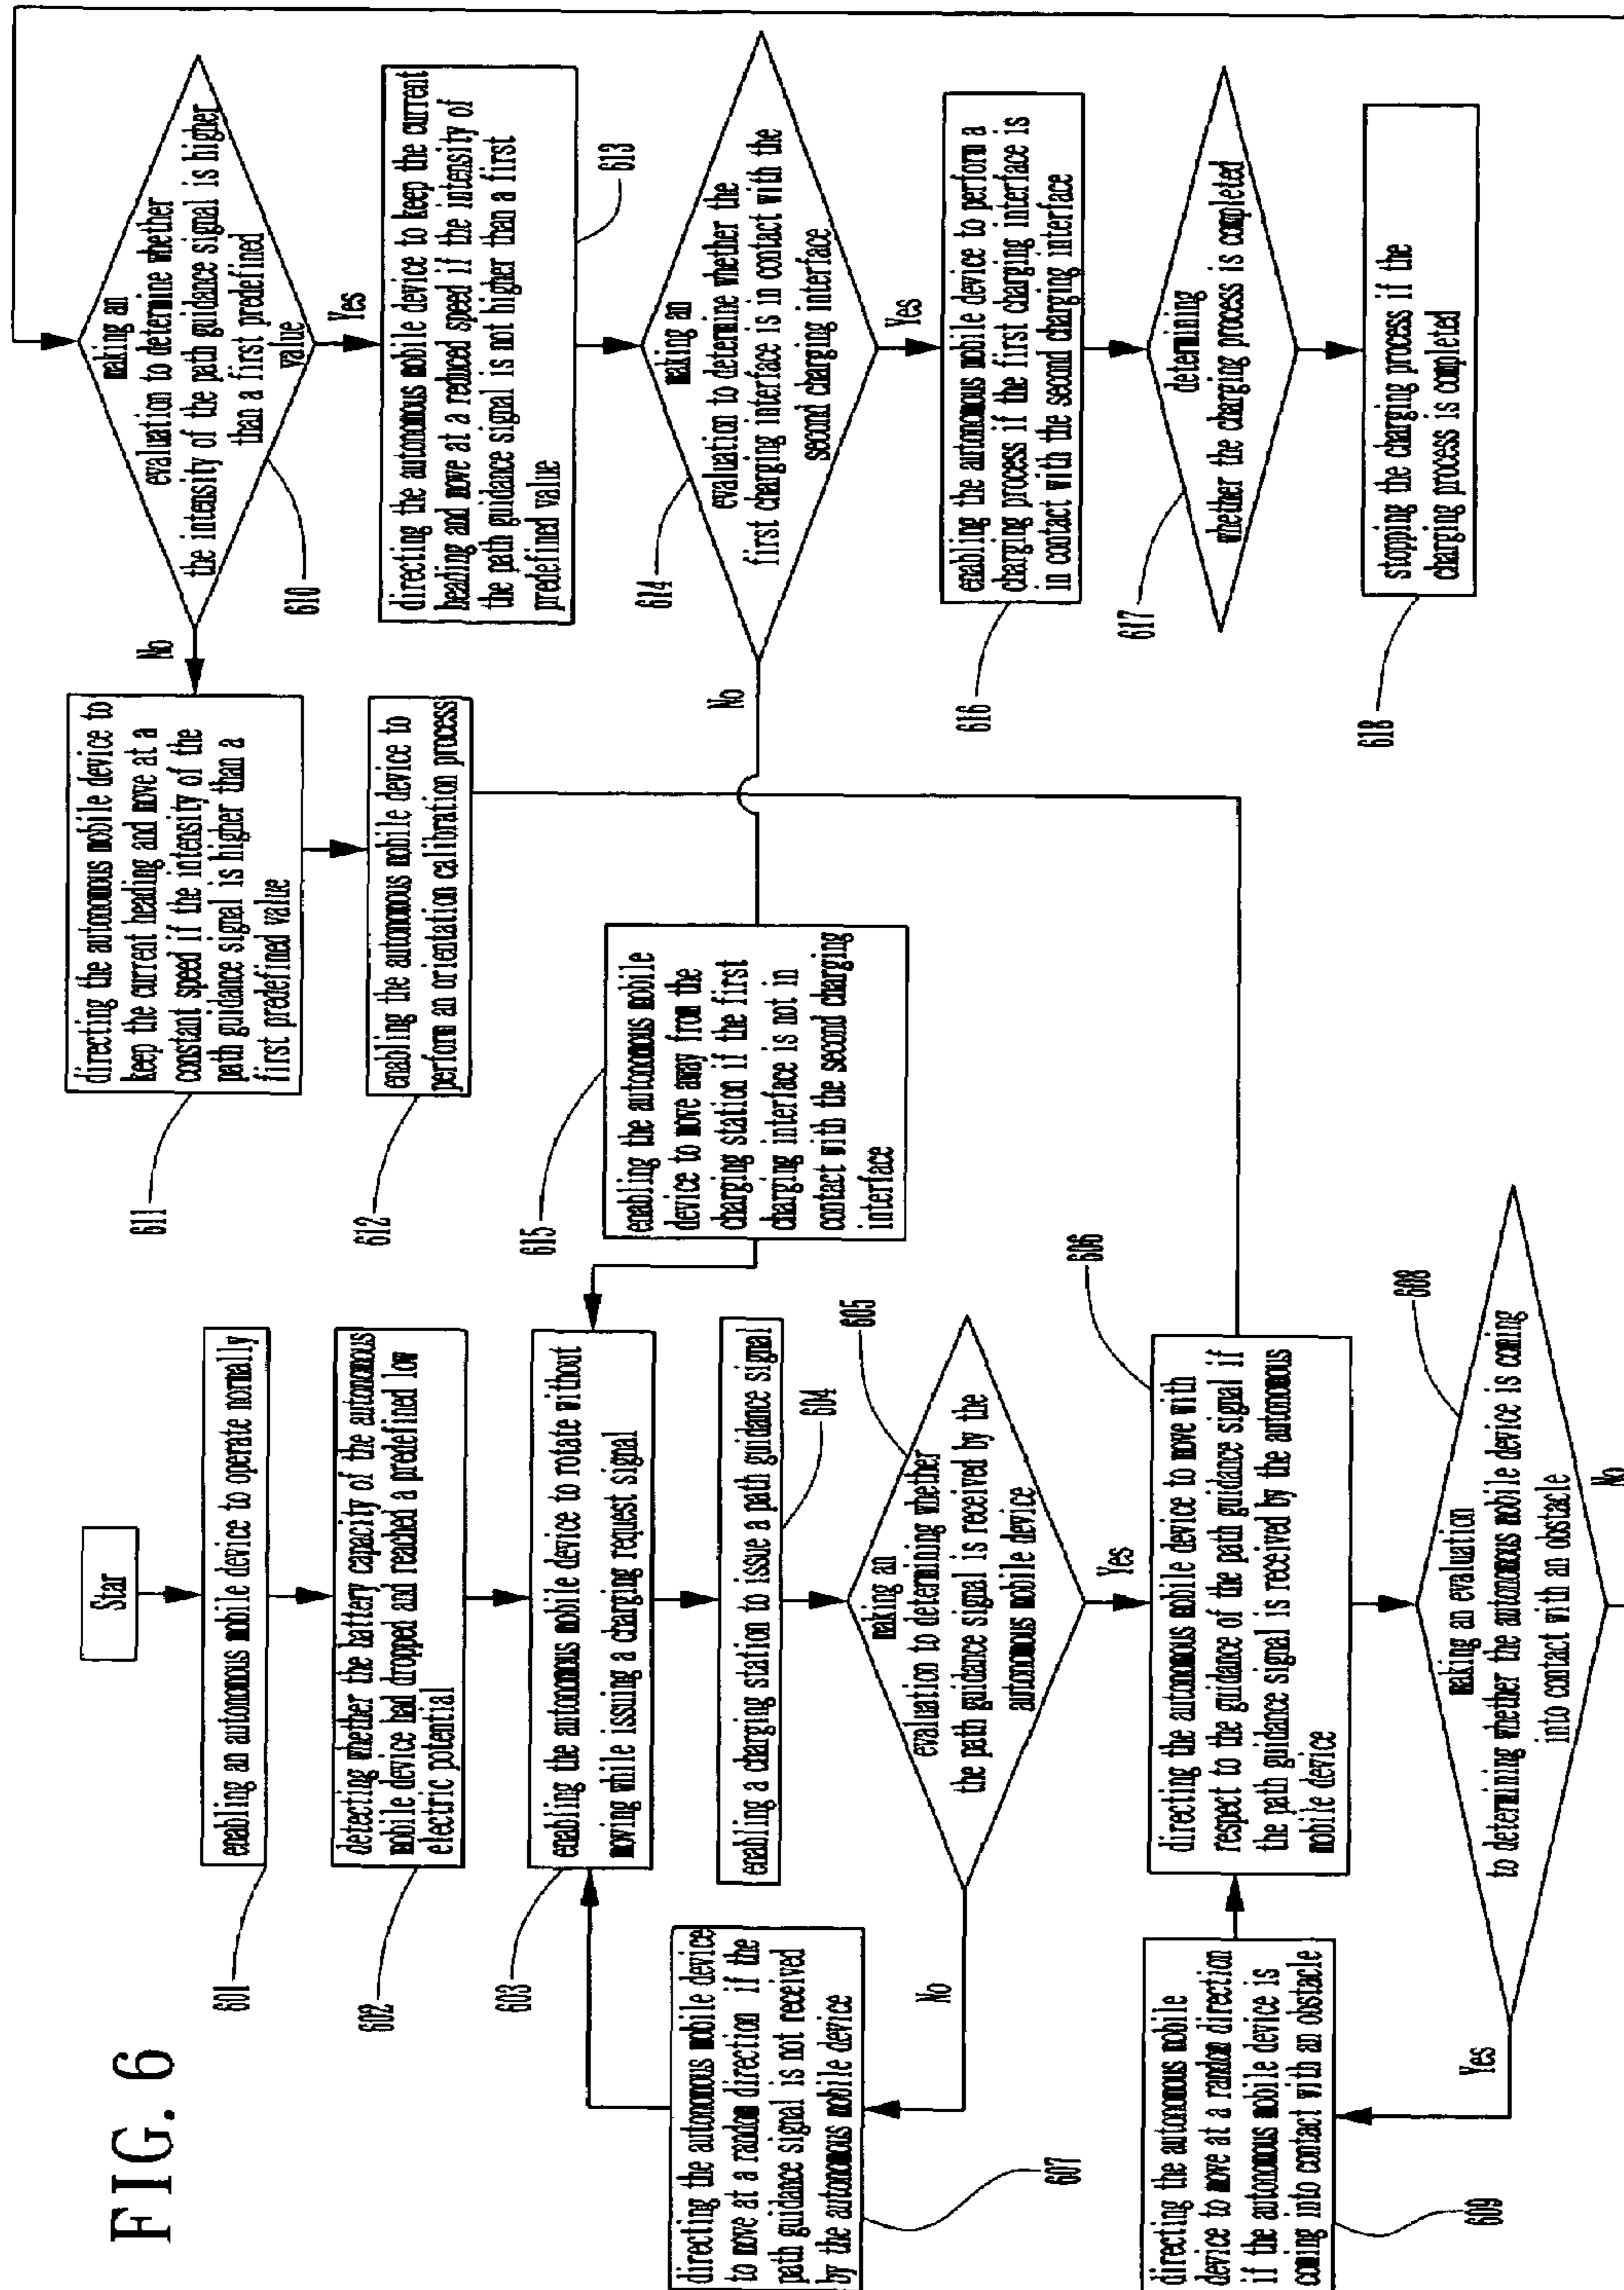 FIG. 6
Star
enabling an autonomous mobile device to operate normally
601
detecting whether the battery capacity of the autonomous
mobile device had dropped and reached a predefined low
electric potential
602
enabling the autonomous mobile device to rotate without
moving while issuing a charging request signal
603
enabling a charging station to issue a path guidance signal
604
making an
evaluation to determining whether
the path guidance signal is received by the
autonomous mobile device
605
No
Yes
directing the autonomous mobile device
to move at a random direction if the
path guidance signal is not received
by the autonomous mobile device
607
directing the autonomous mobile device to move with
respect to the guidance of the path guidance signal if
the path guidance signal is received by the autonomous
mobile device
606
making an evaluation
to determining whether the autonomous mobile device is coming
into contact with an obstacle
608
Yes
No
directing the autonomous mobile
device to move at a random direction
if the autonomous mobile device is
coming into contact with an obstacle
609
making an
evaluation to determine whether
the intensity of the path guidance signal is higher
than a first predefined
value
610
No
Yes
directing the autonomous mobile device to
keep the current heading and move at a
constant speed if the intensity of the
path guidance signal is higher than a
first predefined value
611
enabling the autonomous mobile device to
perform an orientation calibration process
612
directing the autonomous mobile device to keep the current
heading and move at a reduced speed if the intensity of
the path guidance signal is not higher than a first
predefined value
613
making an
evaluation to determine whether the
first charging interface is in contact with the
second charging interface
614
No
Yes
enabling the autonomous mobile
device to move away from the
charging station if the first
charging interface is not in
contact with the second charging
interface
615
enabling the autonomous mobile device to perform a
charging process if the first charging interface is
in contact with the second charging interface
616
determining
whether the charging process is completed
617
stopping the charging process if the
charging process is completed
618